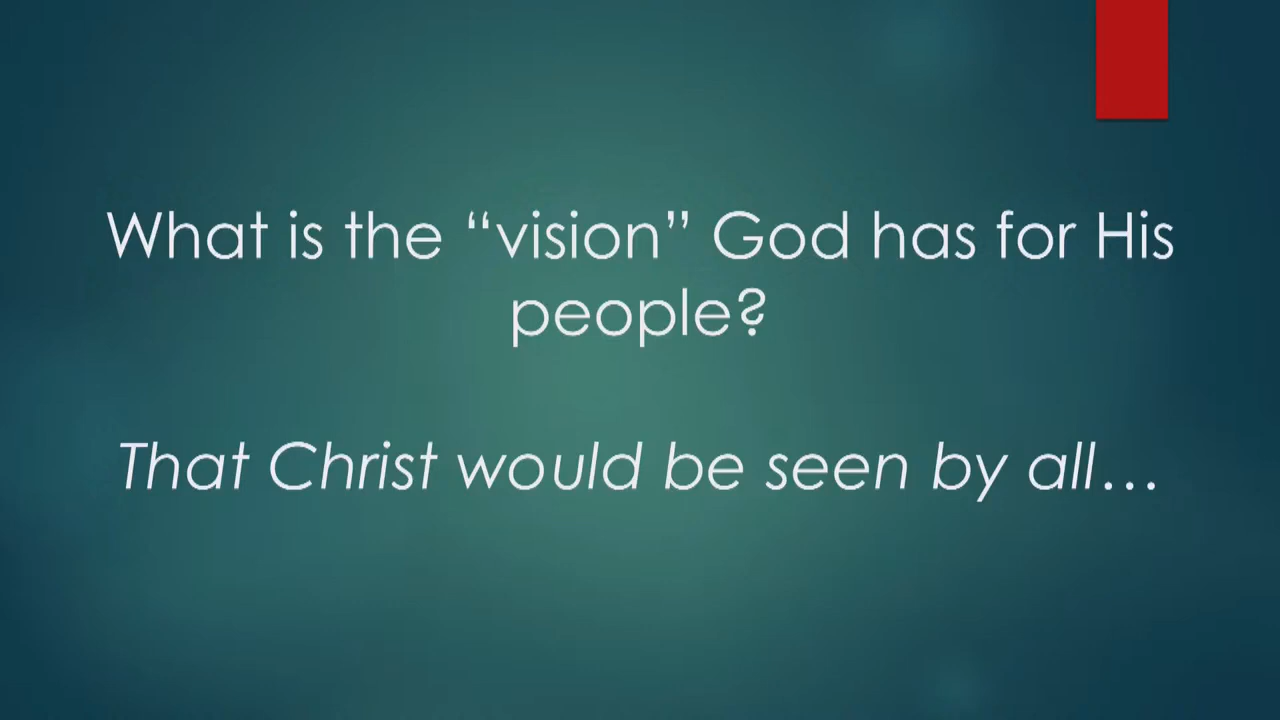 What is the “vision” God has for His
people?
That Christ would be seen by all…